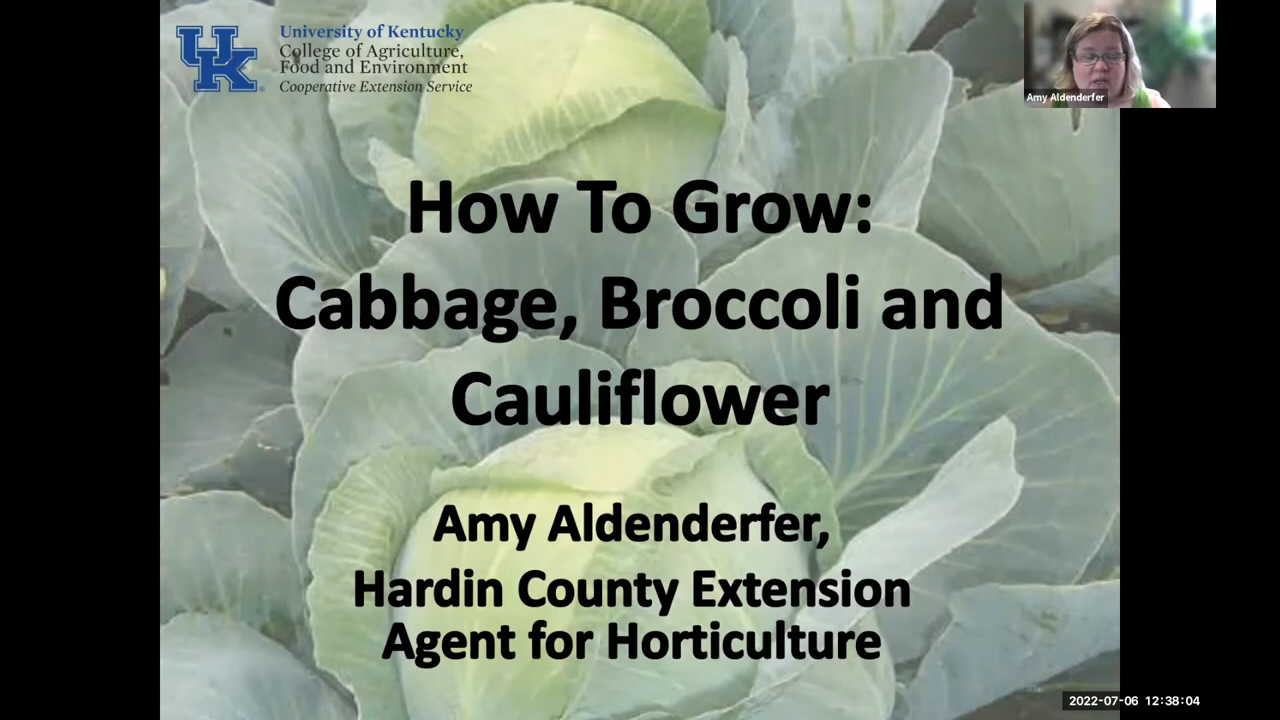 University of Kentucky
College of Agriculture,
Food and Environment
Cooperative Extension Service
Amy Aldenderfer
How To Grow:
Cabbage, Broccoli and
Cauliflower
Amy Aldenderfer,
Hardin County Extension
Agent for Horticulture
2022-07-06 12:38:04